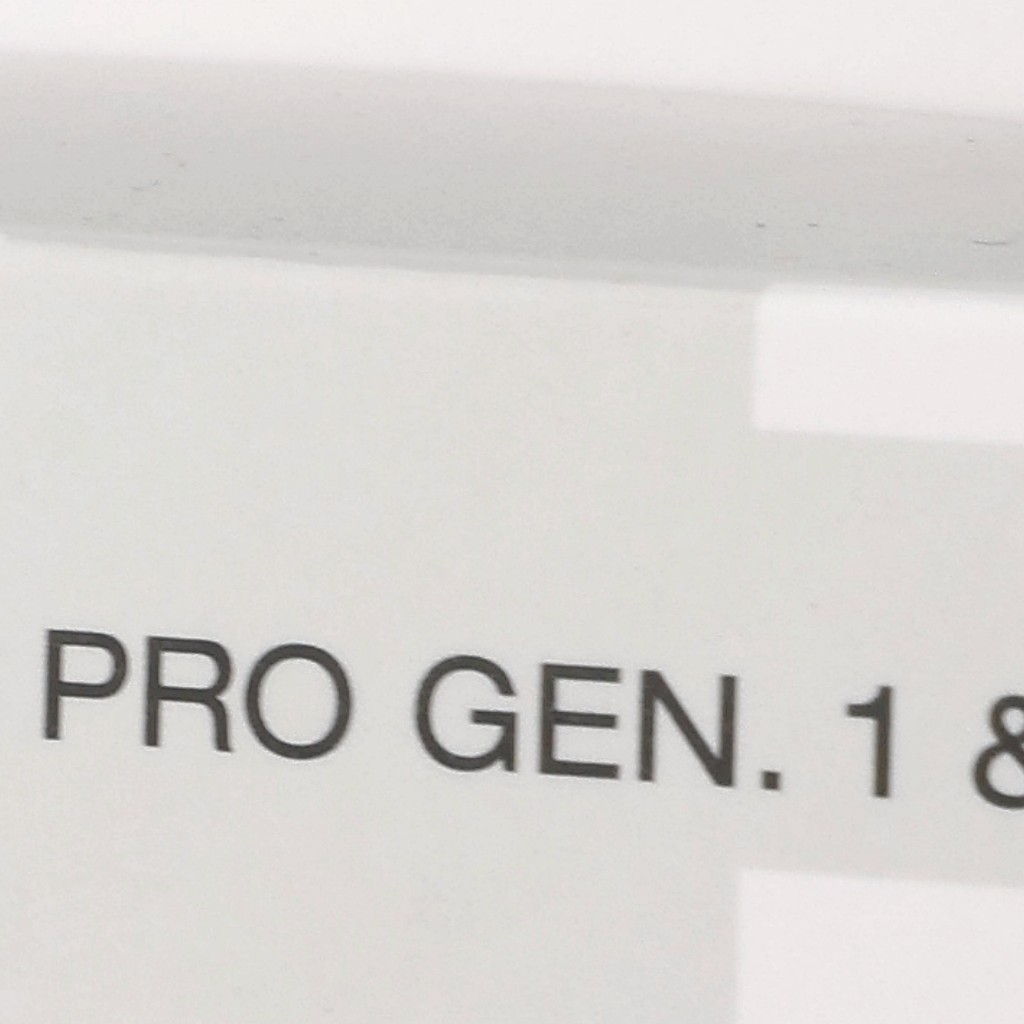 PRO GEN. 1 &